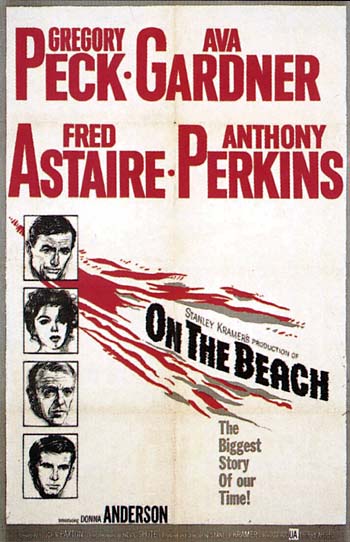 GREGORY AVA
PECK · GARDNER
FRED ANTHONY
ASTAIRE · PERKINS
STANLEY KRAMER'S PRODUCTION OF
ON THE BEACH
The
Biggest
Story
Of our
Time!
introducing DONNA ANDERSON